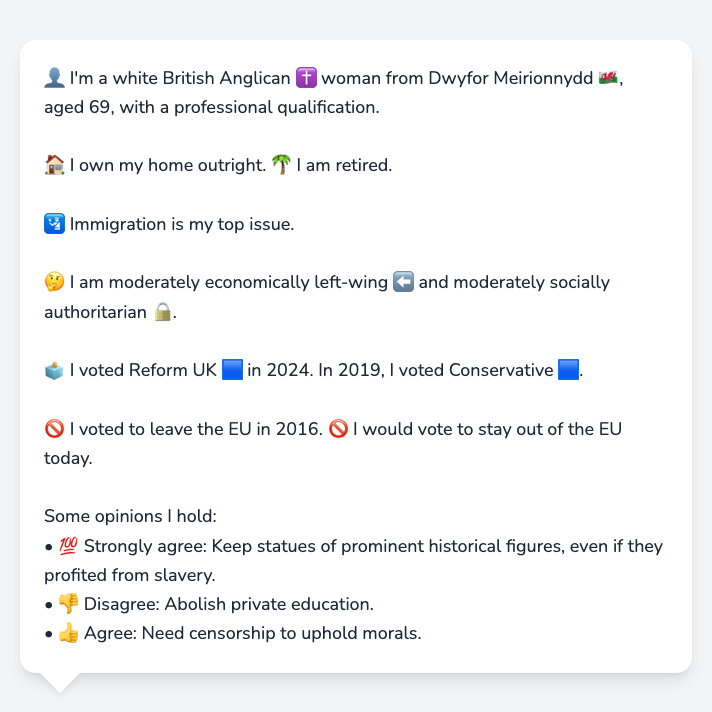 👤 I'm a white British Anglican ✝️ woman from Dwyfor Meirionnydd 🏴󠁧󠁢󠁷󠁬󠁳󠁿,
aged 69, with a professional qualification.
🏠 I own my home outright. 🌴 I am retired.
🛂 Immigration is my top issue.
🤔 I am moderately economically left-wing ⬅️ and moderately socially
authoritarian 🔒.
🗳️ I voted Reform UK 🟦 in 2024. In 2019, I voted Conservative 🟦.
🚫 I voted to leave the EU in 2016. 🚫 I would vote to stay out of the EU
today.
Some opinions I hold:
• 💯 Strongly agree: Keep statues of prominent historical figures, even if they
profited from slavery.
• 👎 Disagree: Abolish private education.
• 👍 Agree: Need censorship to uphold morals.